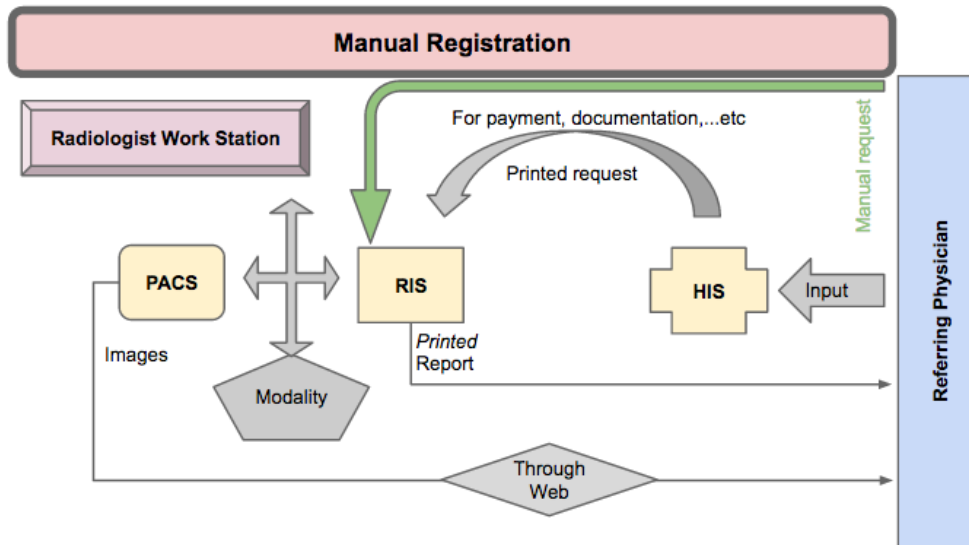 Manual Registration
Radiologist Work Station
For payment, documentation,...etc
Printed request
Manual request
PACS
RIS
HIS
Input
Images
Printed
Report
Modality
Through
Web
Referring Physician